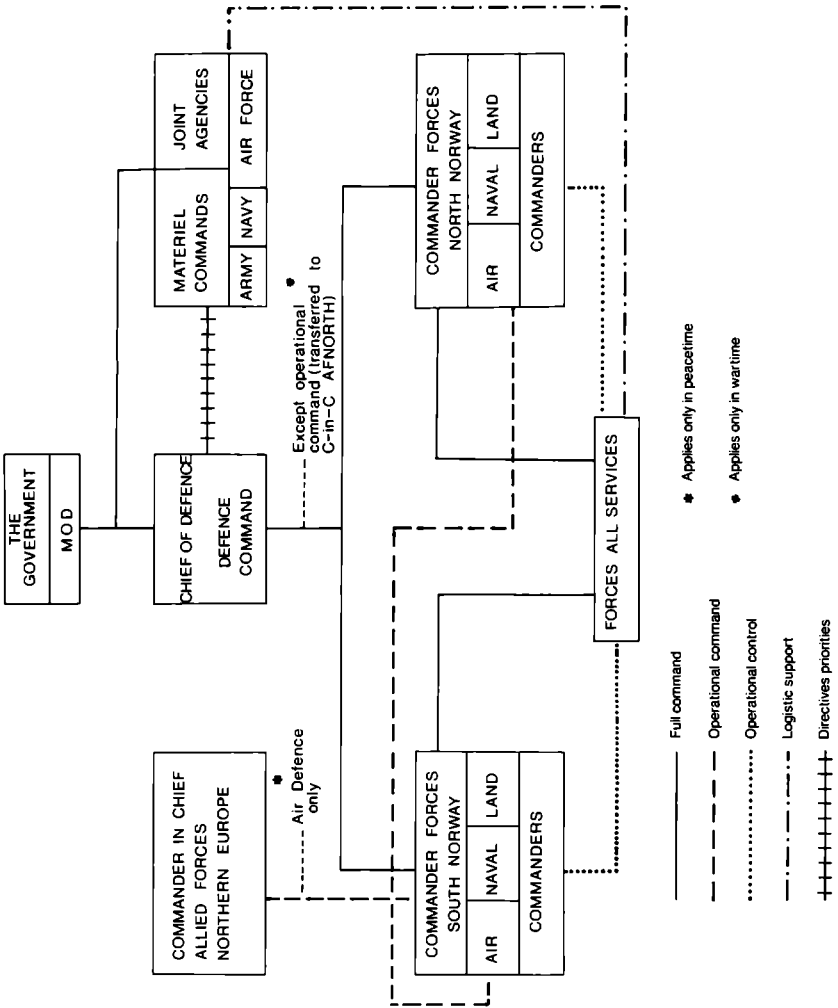 THE
GOVERNMENT
MOD
COMMANDER IN CHIEF
ALLIED FORCES
NORTHERN EUROPE
CHIEF OF DEFENCE
DEFENCE
COMMAND
MATERIEL
COMMANDS
JOINT
AGENCIES
ARMY
NAVY
AIR FORCE
Air Defence
only
Except operational
command (transferred to
C-in-C AFNORTH)
COMMANDER FORCES
SOUTH NORWAY
AIR
NAVAL
LAND
COMMANDERS
COMMANDER FORCES
NORTH NORWAY
AIR
NAVAL
LAND
COMMANDERS
FORCES ALL SERVICES
Full command
Operational command
Operational control
Logistic support
Directives priorities
Applies only in peacetime
Applies only in wartime